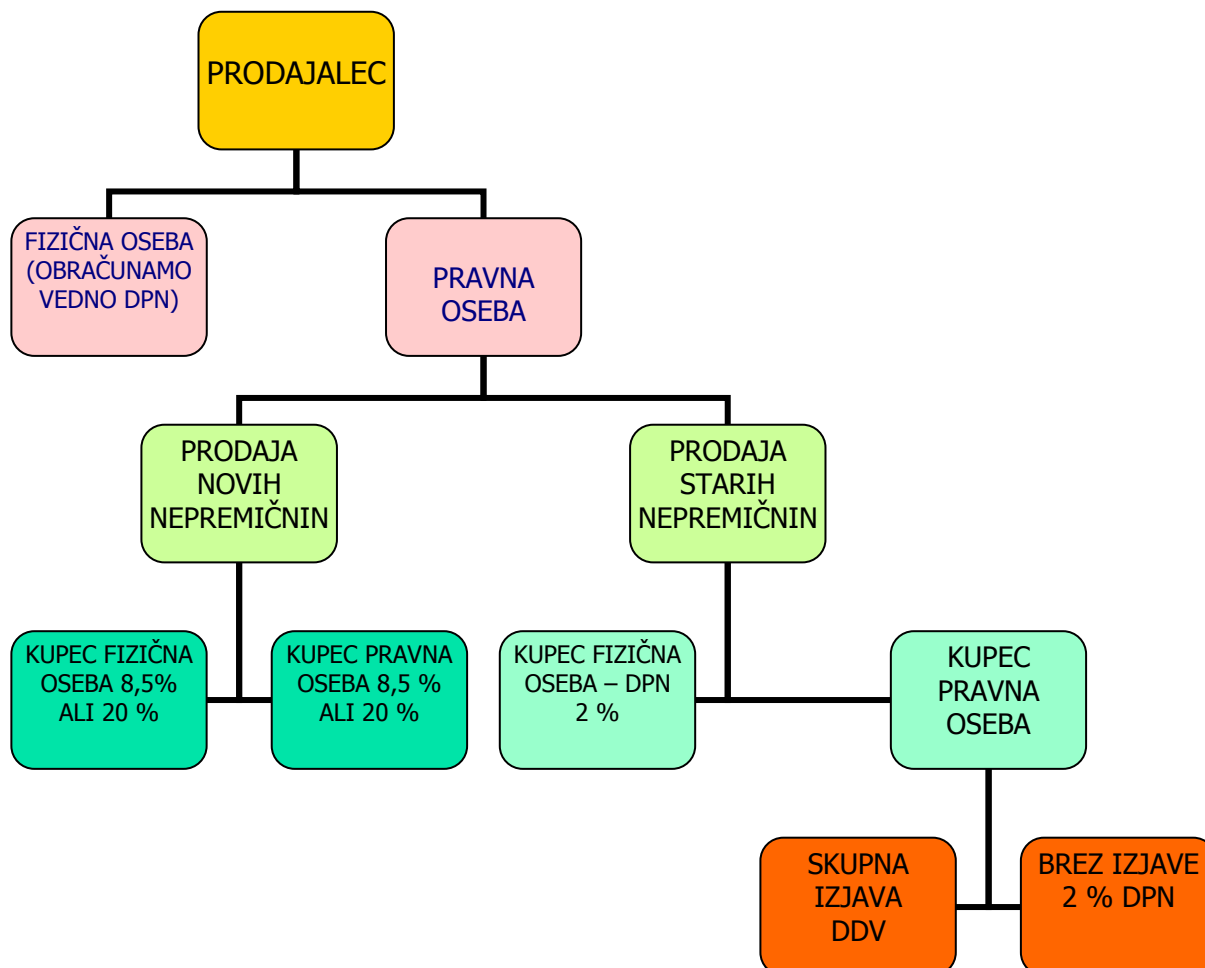 PRODAJALEC
FIZIČNA OSEBA
(OBRAČUNAMO
VEDNO DPN)
PRAVNA
OSEBA
PRODAJA
NOVIH
NEPREMIČNIN
PRODAJA
STARIH
NEPREMIČNIN
KUPEC FIZIČNA
OSEBA 8,5%
ALI 20 %
KUPEC PRAVNA
OSEBA 8,5 %
ALI 20 %
KUPEC FIZIČNA
OSEBA – DPN
2 %
KUPEC
PRAVNA
OSEBA
SKUPNA
IZJAVA
DDV
BREZ IZJAVE
2 % DPN